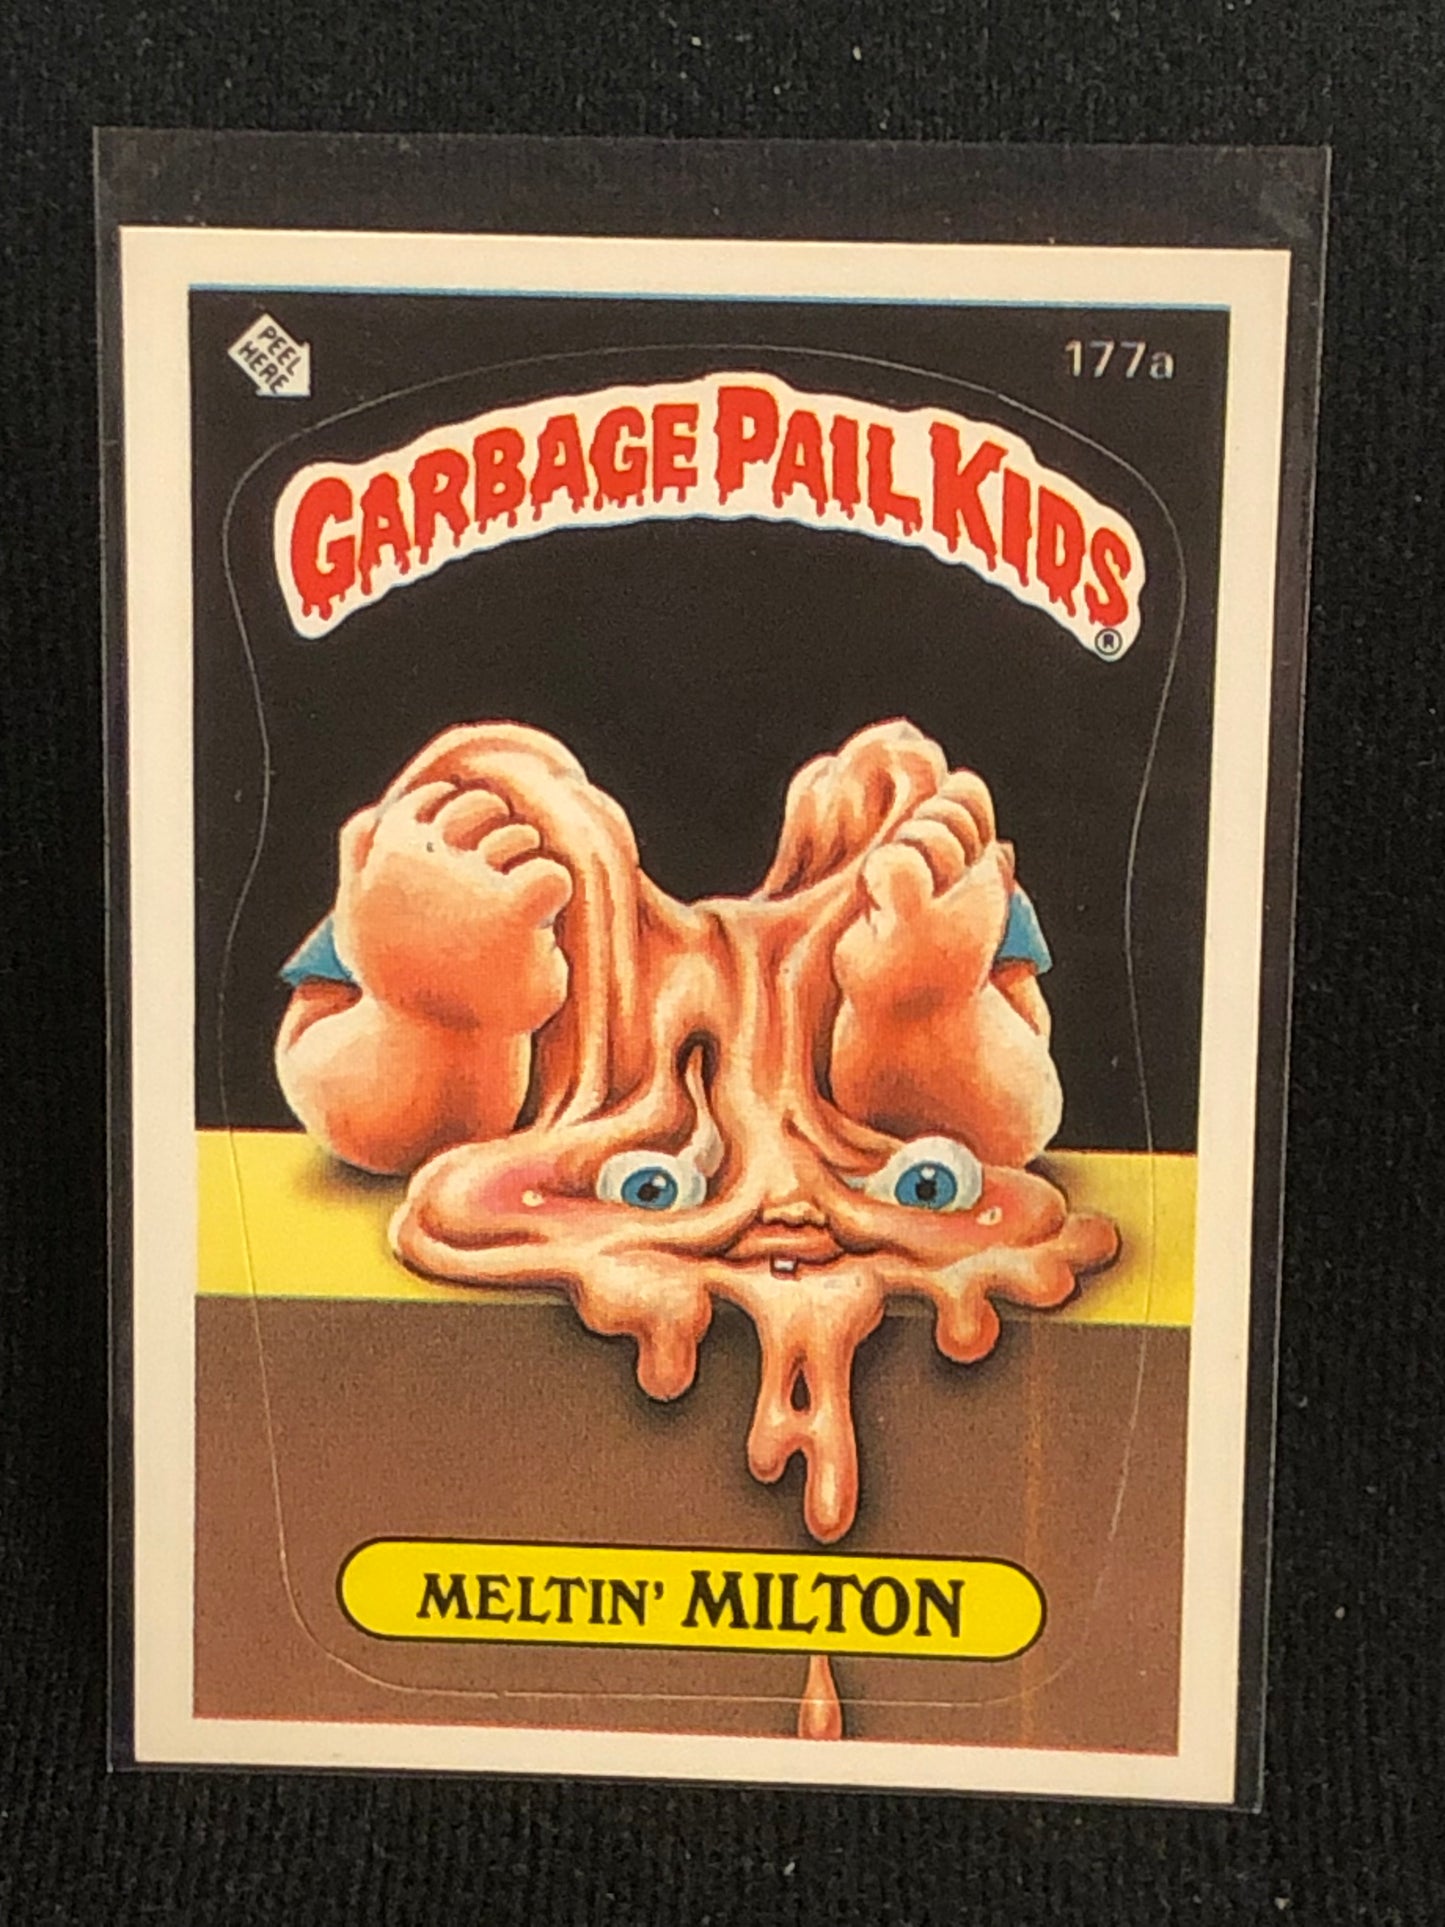 PEEL
HERE
177a
GARBAGE PAIL KIDS
®
MELTIN' MILTON